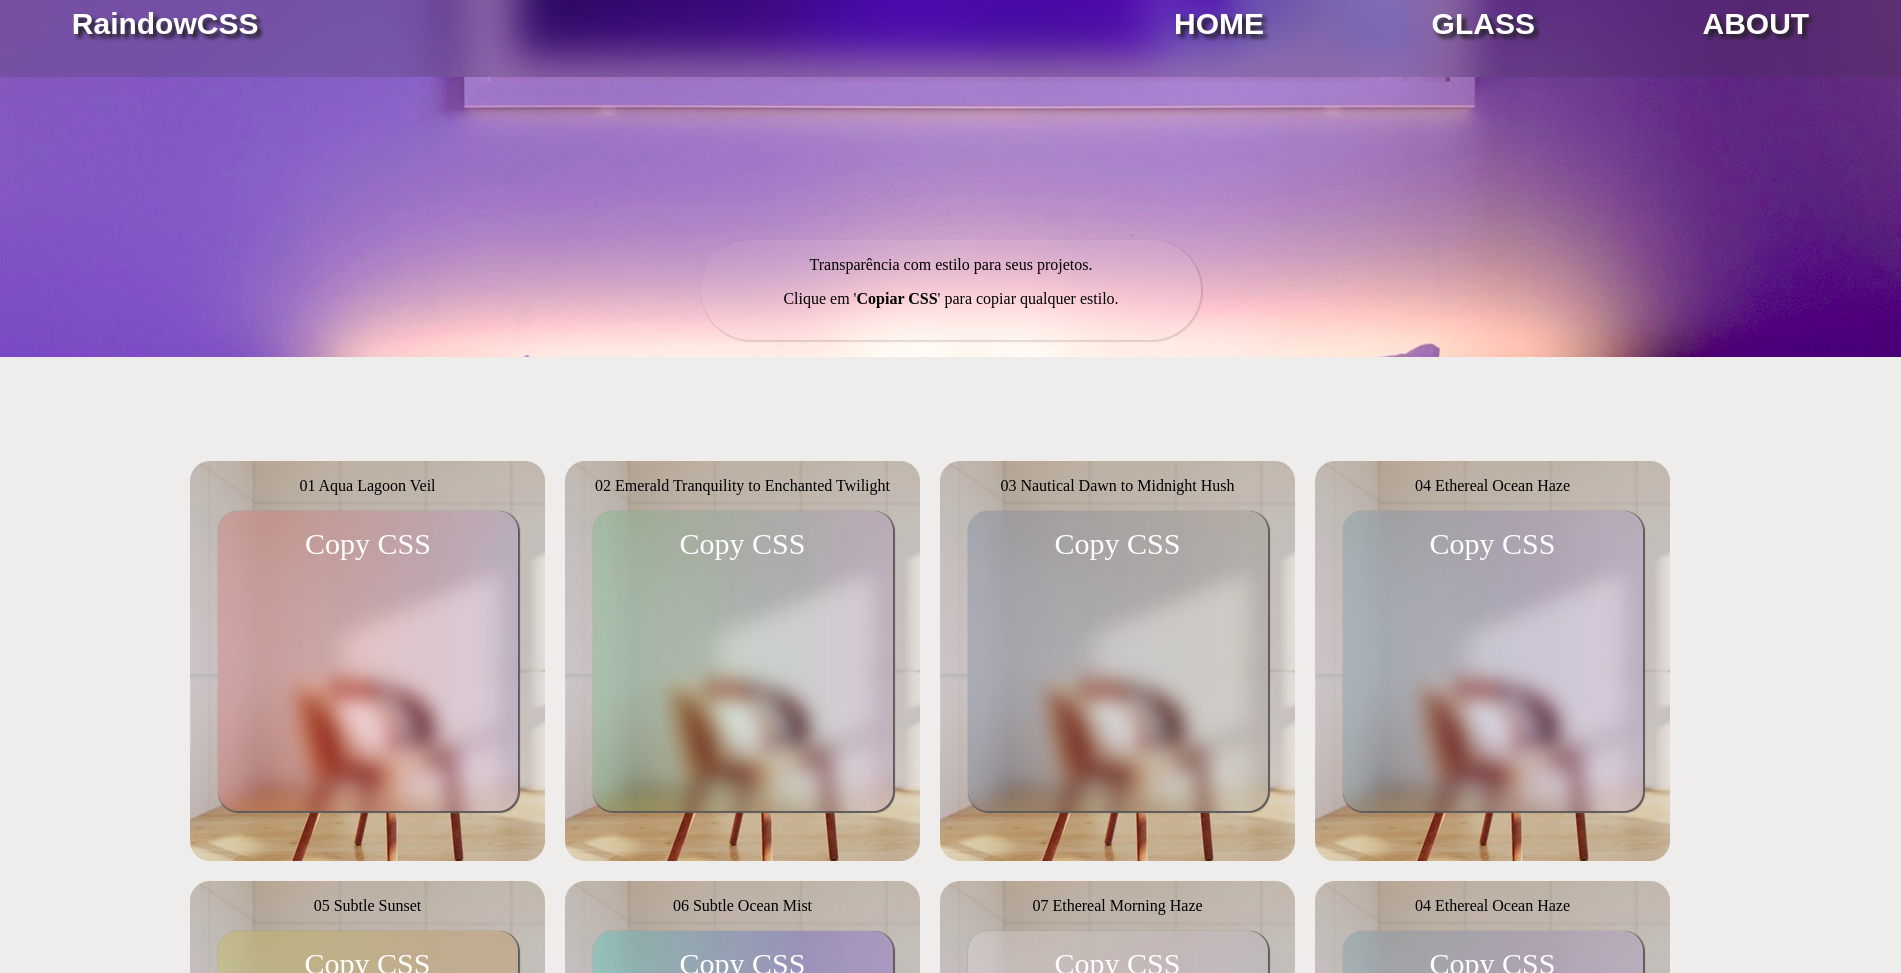 RaindowCSS
HOME
GLASS
ABOUT
Transparência com estilo para seus projetos.
Clique em 'Copiar CSS' para copiar qualquer estilo.
01 Aqua Lagoon Veil
02 Emerald Tranquility to Enchanted Twilight
03 Nautical Dawn to Midnight Hush
04 Ethereal Ocean Haze
Copy CSS
Copy CSS
Copy CSS
Copy CSS
05 Subtle Sunset
06 Subtle Ocean Mist
07 Ethereal Morning Haze
04 Ethereal Ocean Haze
Copy CSS
Copy CSS
Copy CSS
Copy CSS